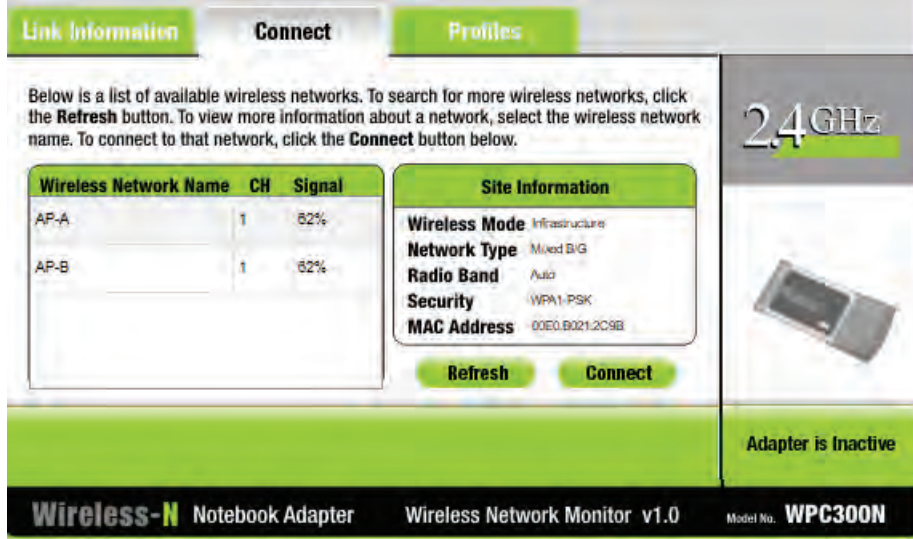 Link Information
Connect
Profiles
Below is a list of available wireless networks. To search for more wireless networks, click
the Refresh button. To view more information about a network, select the wireless network
name. To connect to that network, click the Connect button below.
2.4GHz
Wireless Network Name CH Signal
AP-A 1 62%
AP-B 1 62%
Site Information
Wireless Mode Infrastructure
Network Type Mixed B/G
Radio Band Auto
Security WPA1-PSK
MAC Address 00E0.B021.2C9B
Refresh
Connect
Adapter is Inactive
Wireless-N Notebook Adapter
Wireless Network Monitor v1.0
Model No. WPC300N